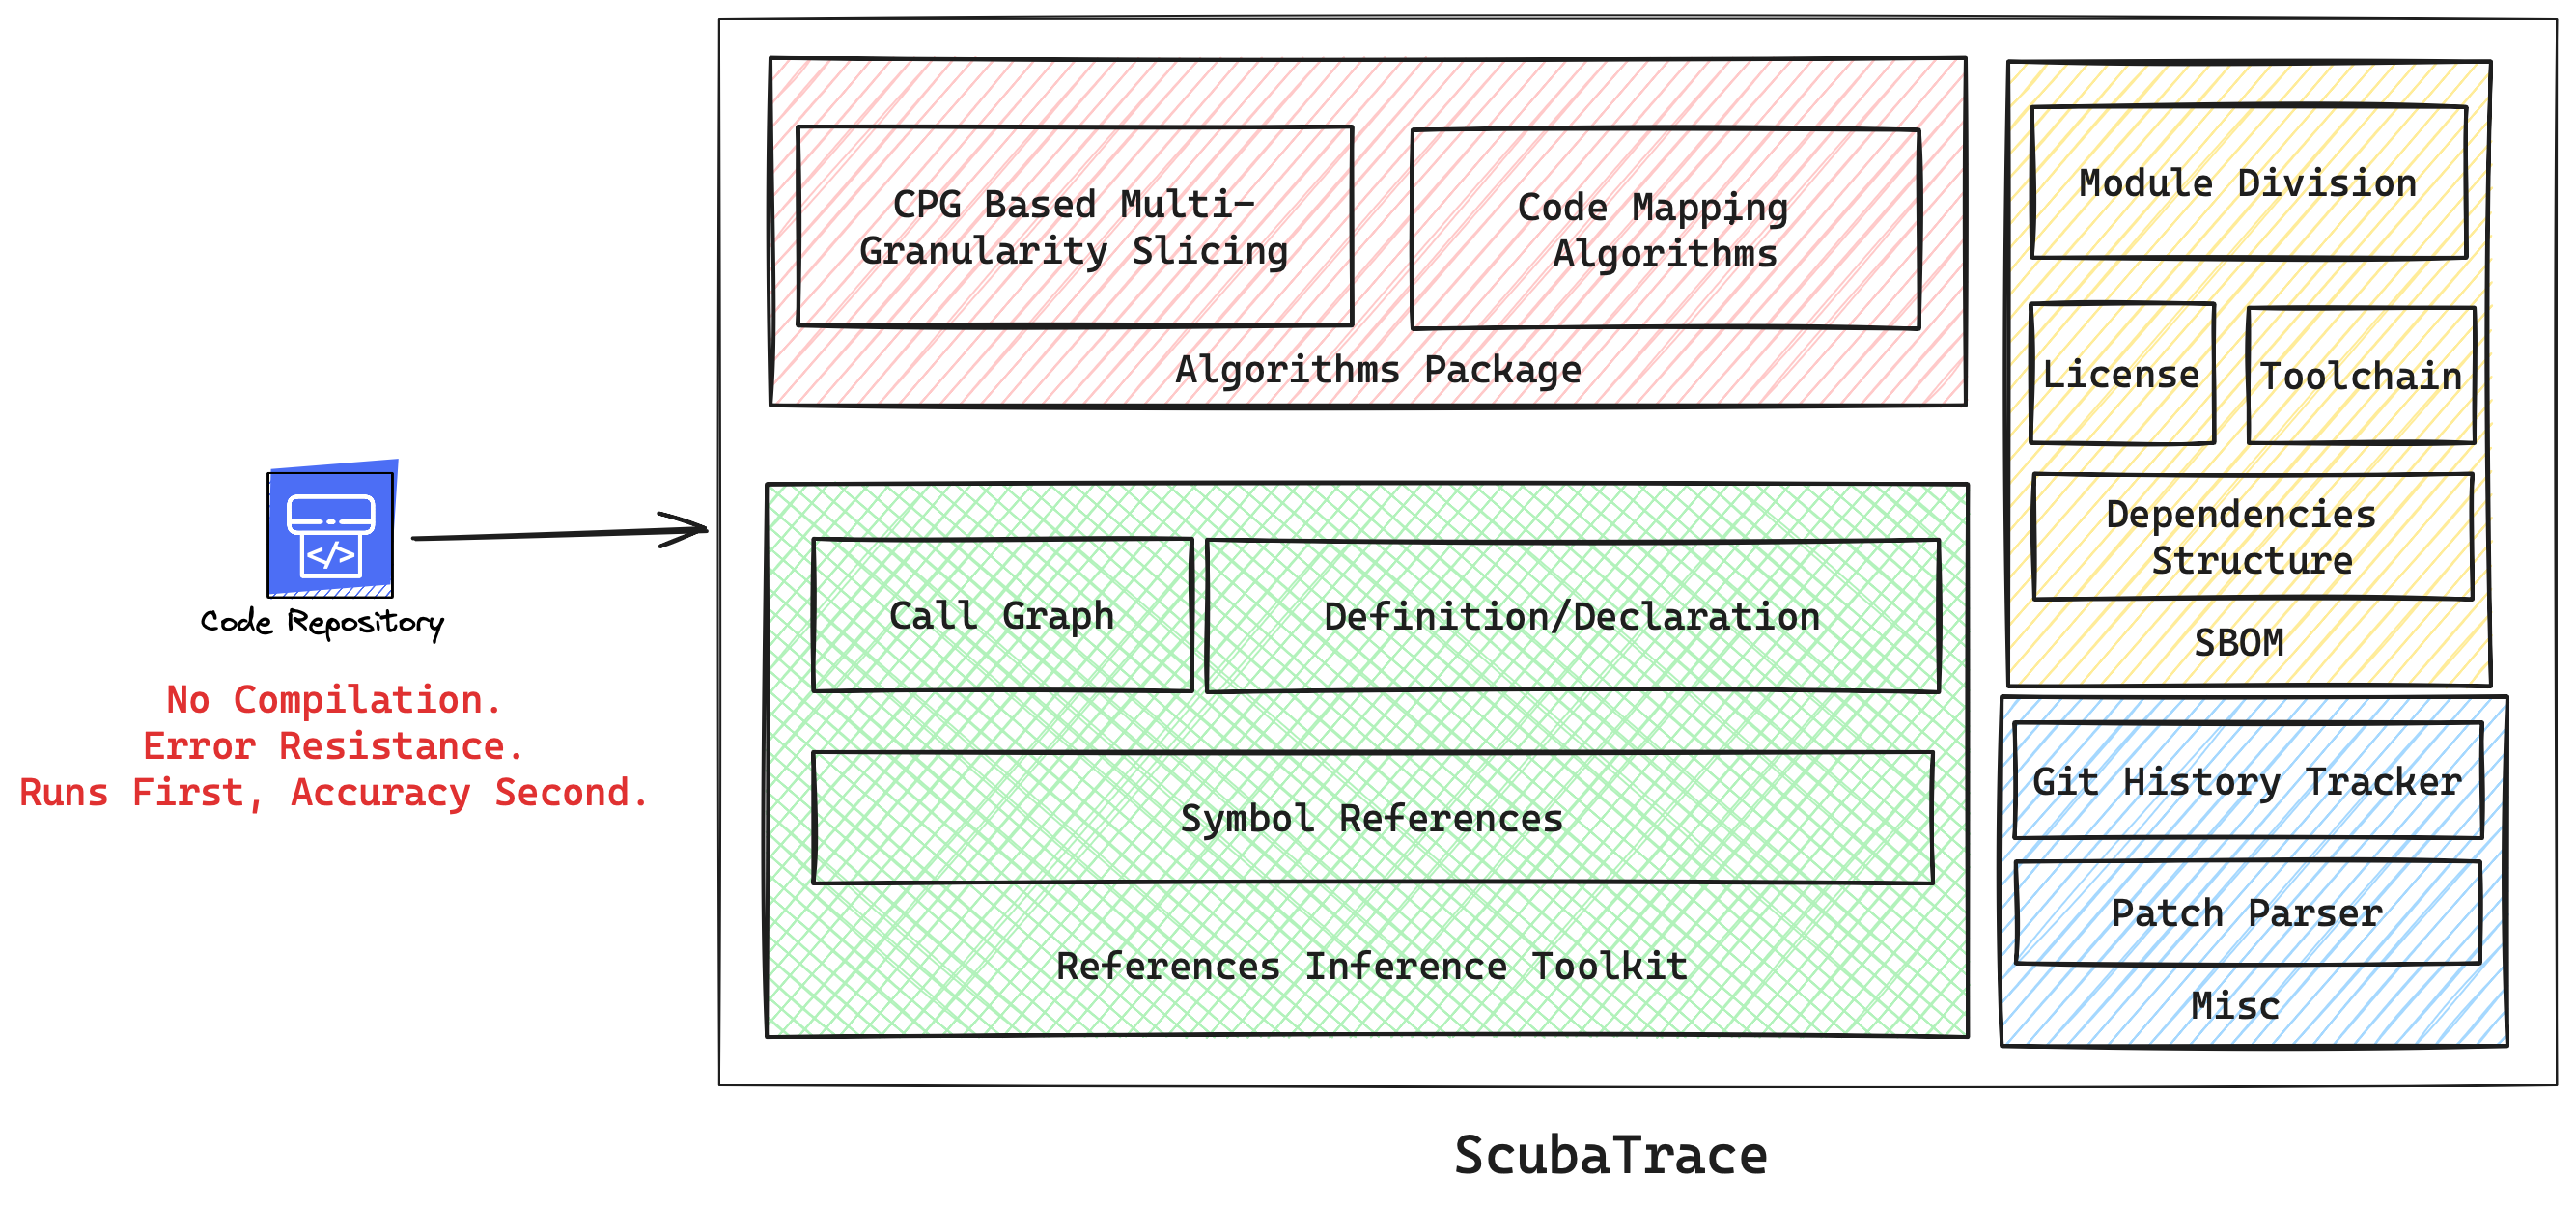 CPG Based Multi-
Granularity Slicing
Code Mapping
Algorithms
Algorithms Package
Module Division
License
Toolchain
Dependencies
Structure
SBOM
</>
Code Repository
No Compilation.
Error Resistance.
Runs First, Accuracy Second.
Call Graph
Definition/Declaration
Symbol References
References Inference Toolkit
Git History Tracker
Patch Parser
Misc
ScubaTrace